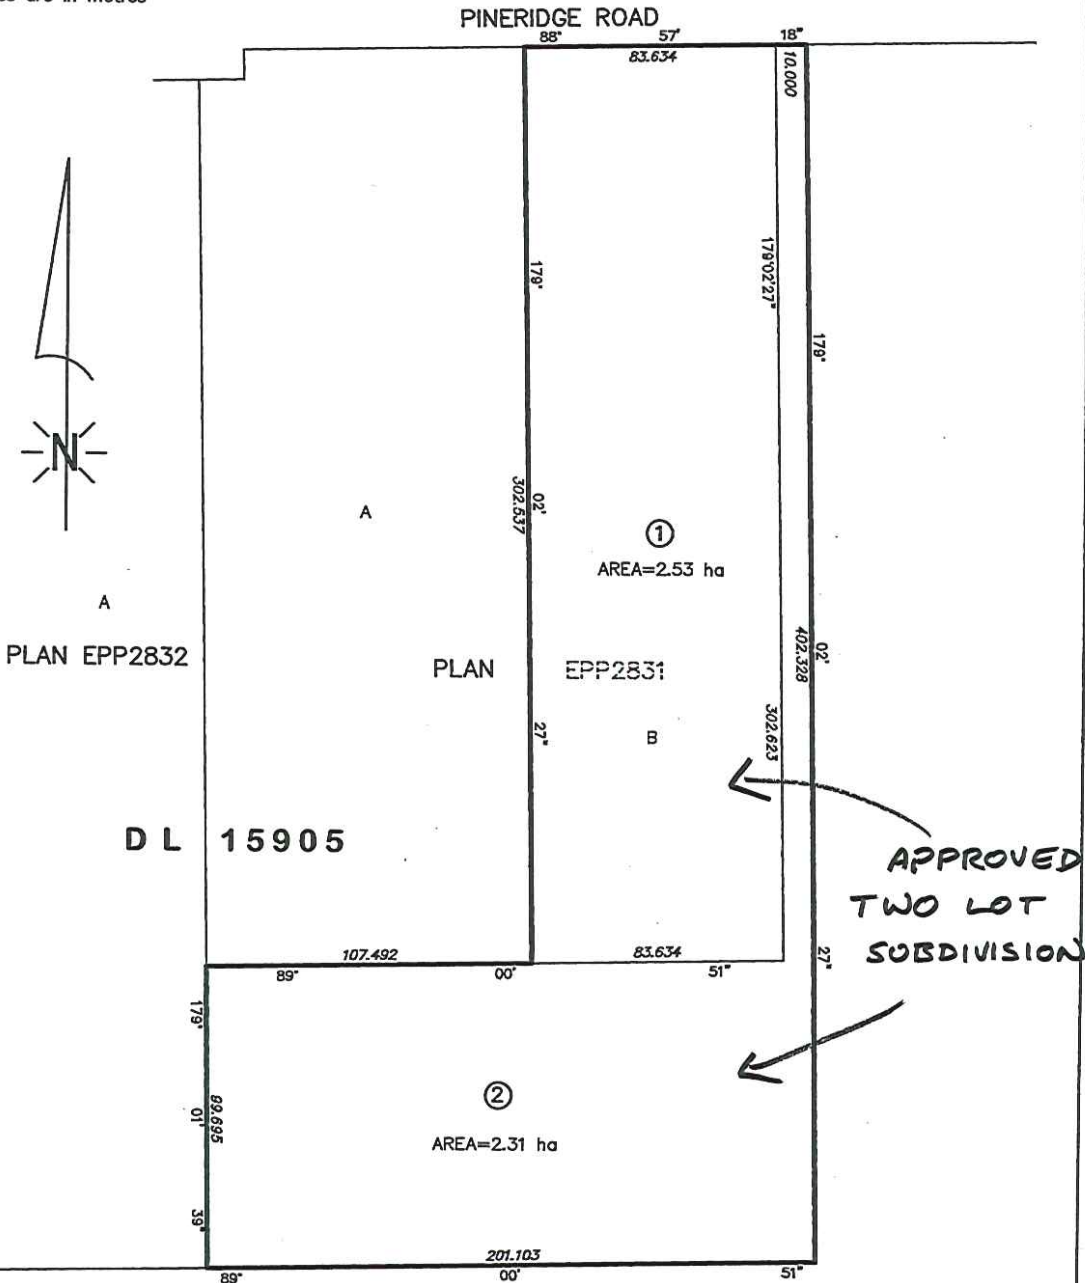 PINERIDGE ROAD
88° 57' 18"
83.634
10.000
179°
179°02'27"
179°
N
A
302.537
02'
1
AREA=2.53 ha
A
PLAN EPP2832
PLAN EPP2831
402.328
02'
27"
B
302.623
DL 15905
APPROVED
TWO LOT
SUBDIVISION
107.492
83.634
27"
89° 00' 51"
179°
2
01'
99.695
AREA=2.31 ha
39"
201.103
89° 00' 51"